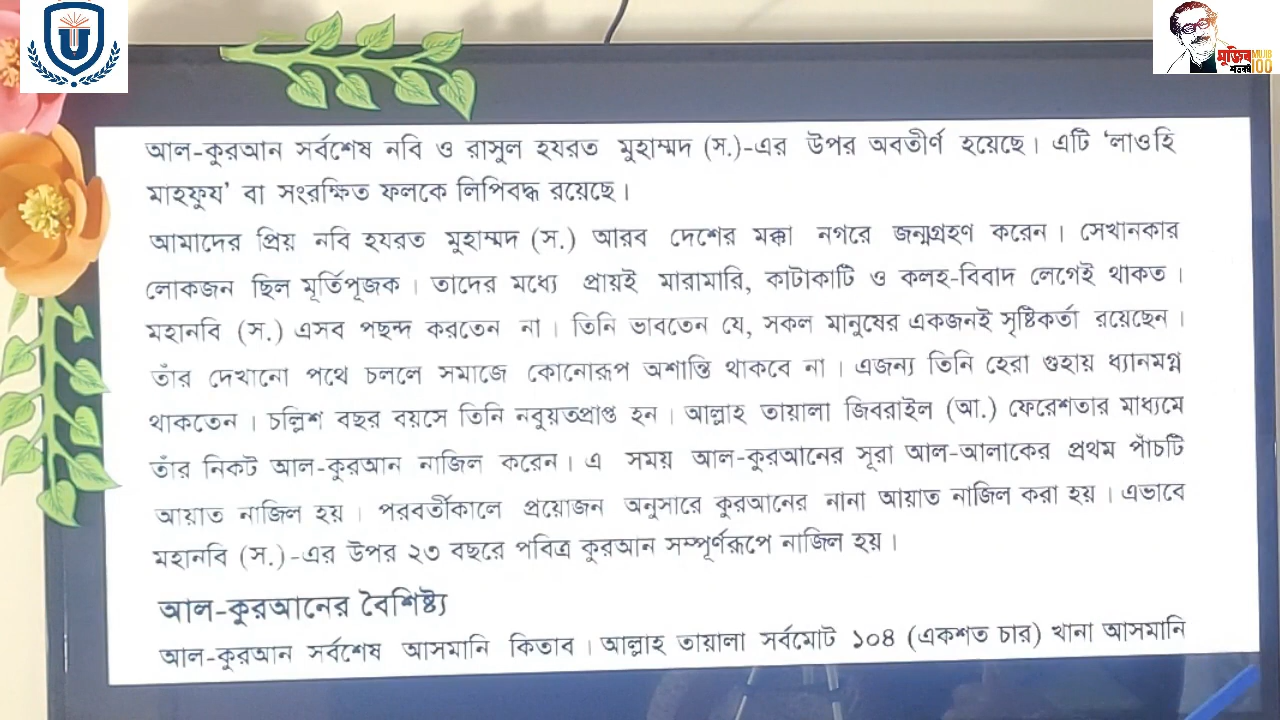 আল-কুরআন সর্বশেষ নবি ও রাসুল হযরত মুহাম্মদ (স.)-এর উপর অবতীর্ণ হয়েছে। এটি ‘লাওহি
মাহফুয’ বা সংরক্ষিত ফলকে লিপিবদ্ধ রয়েছে।
আমাদের প্রিয় নবি হযরত মুহাম্মদ (স.) আরব দেশের মক্কা নগরে জন্মগ্রহণ করেন। সেখানকার
লোকজন ছিল মূর্তিপূজক। তাদের মধ্যে প্রায়ই মারামারি, কাটাকাটি ও কলহ-বিবাদ লেগেই থাকত।
মহানবি (স.) এসব পছন্দ করতেন না। তিনি ভাবতেন যে, সকল মানুষের একজনই সৃষ্টিকর্তা রয়েছেন।
তাঁর দেখানো পথে চললে সমাজে কোনোরূপ অশান্তি থাকবে না। এজন্য তিনি হেরা গুহায় ধ্যানমগ্ন
থাকতেন। চল্লিশ বছর বয়সে তিনি নবুয়তপ্রাপ্ত হন। আল্লাহ তায়ালা জিবরাইল (আ.) ফেরেশতার মাধ্যমে
তাঁর নিকট আল-কুরআন নাজিল করেন। এ সময় আল-কুরআনের সূরা আল-আলাকের প্রথম পাঁচটি
আয়াত নাজিল হয়। পরবর্তীকালে প্রয়োজন অনুসারে কুরআনের নানা আয়াত নাজিল করা হয়। এভাবে
মহানবি (স.)-এর উপর ২৩ বছরে পবিত্র কুরআন সম্পূর্ণরূপে নাজিল হয়।
আল-কুরআনের বৈশিষ্ট্য
আল-কুরআন সর্বশেষ আসমানি কিতাব। আল্লাহ তায়ালা সর্বমোট ১০৪ (একশত চার) খানা আসমানি
মুজিব MUJIB
শতবর্ষ 100